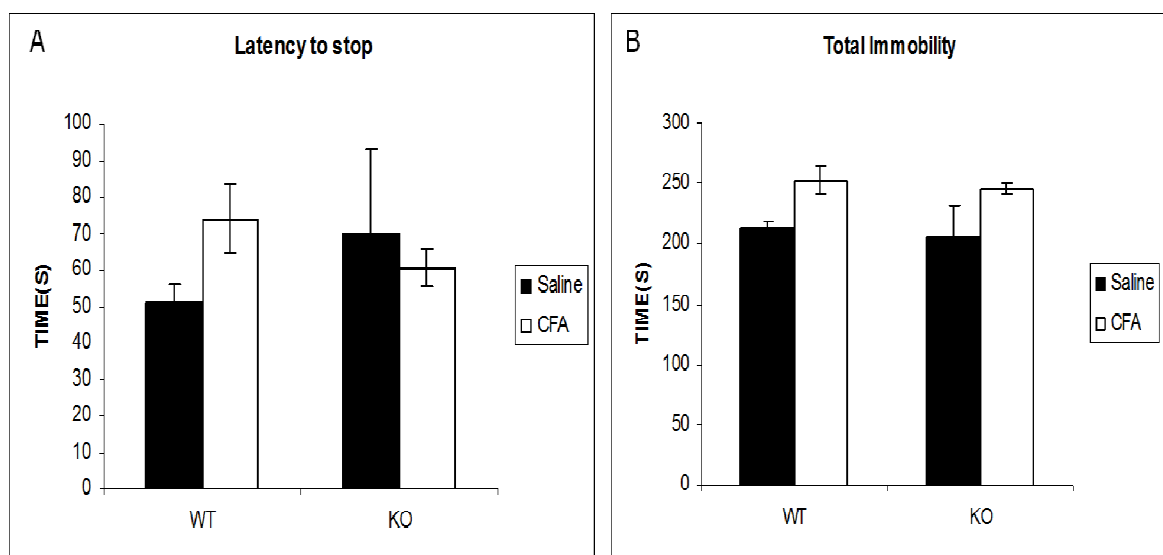 A
Latency to stop
100
90
80
70
60
50
40
30
20
10
0
TIME(S)
WT
KO
Saline
CFA
B
Total Immobility
300
250
200
150
100
50
0
TIME(S)
WT
KO
Saline
CFA